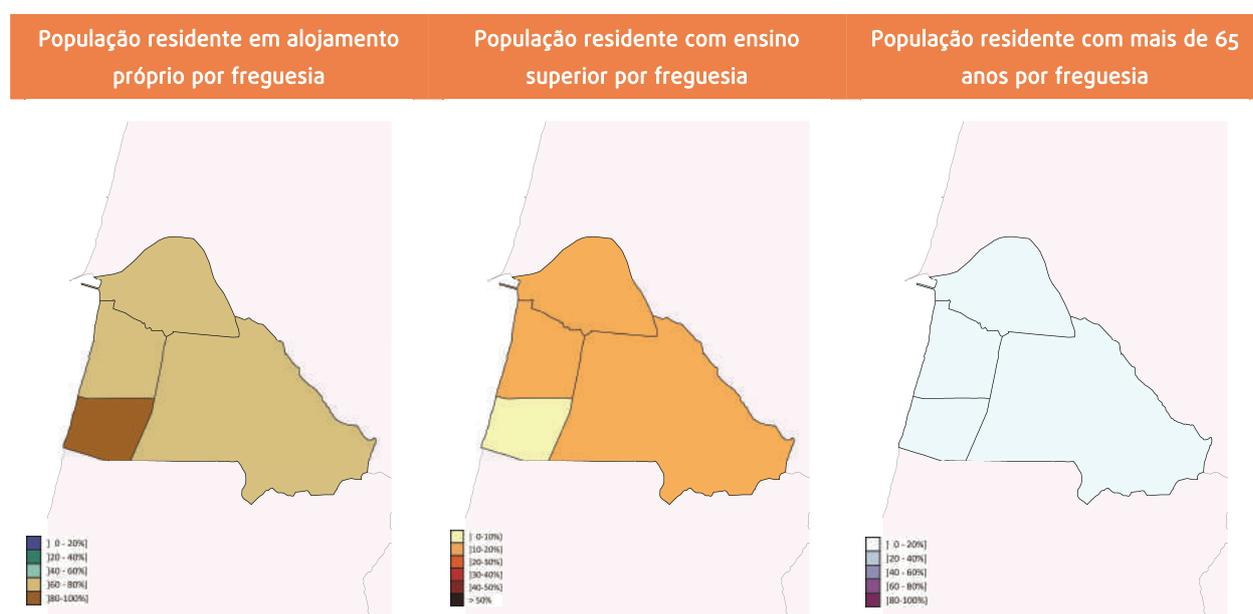 População residente em alojamento
próprio por freguesia
População residente com ensino
superior por freguesia
População residente com mais de 65
anos por freguesia
] 0 - 20%]
]20 - 40%]
]40 - 60%]
]60 - 80%]
]80-100%]
] 0-10%]
]10-20%]
]20-30%]
]30-40%]
]40-50%]
> 50%
] 0 - 20%]
]20 - 40%]
]40 - 60%]
]60 - 80%]
]80-100%]